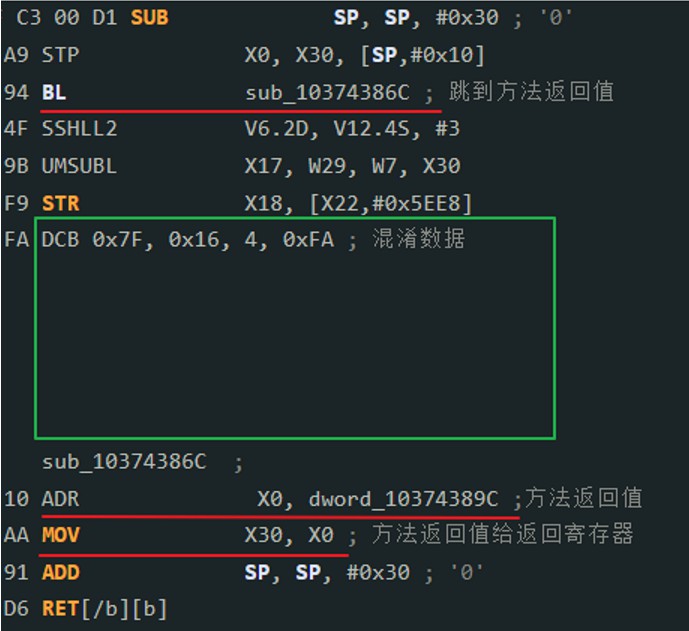 C3 00 D1 SUB SP, SP, #0x30 ; '0'
A9 STP X0, X30, [SP,#0x10]
94 BL sub_10374386C ; 跳到方法返回值
4F SSHLL2 V6.2D, V12.4S, #3
9B UMSUBL X17, W29, W7, X30
F9 STR X18, [X22,#0x5EE8]
FA DCB 0x7F, 0x16, 4, 0xFA ; 混淆数据
sub_10374386C ;
10 ADR X0, dword_10374389C ;方法返回值
AA MOV X30, X0 ; 方法返回值给返回寄存器
91 ADD SP, SP, #0x30 ; '0'
D6 RET[/b][b]